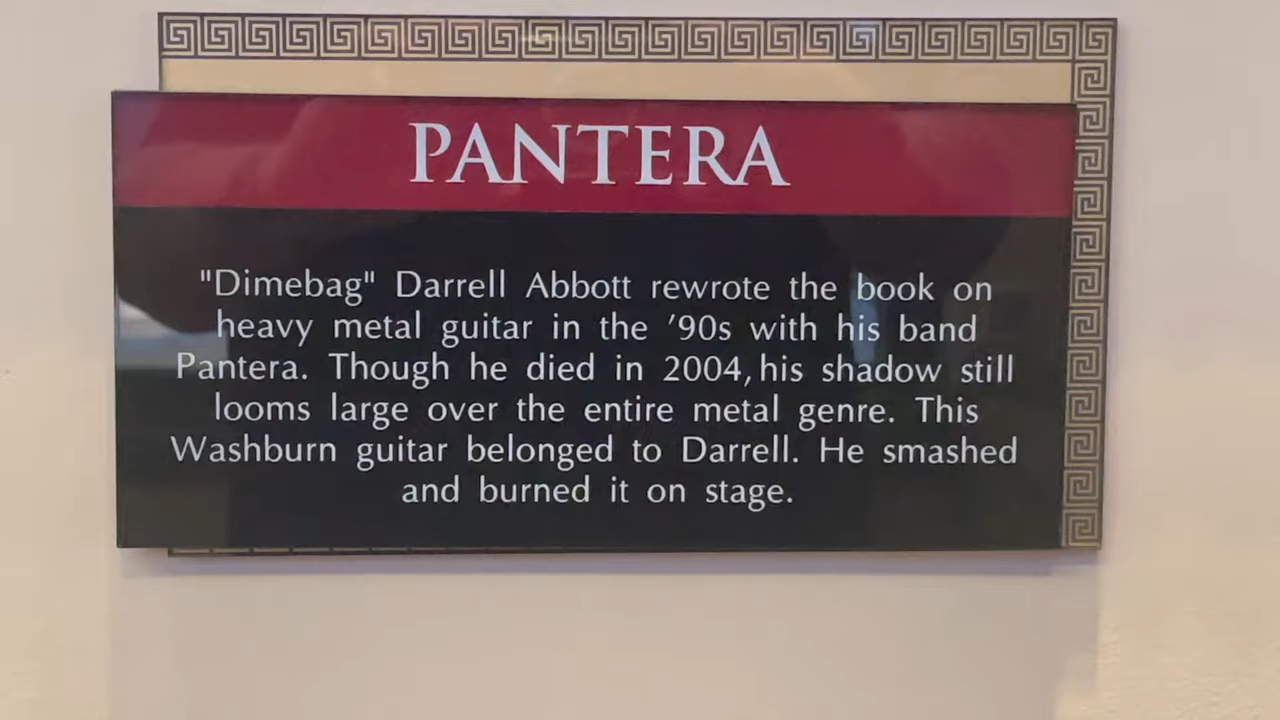 PANTERA
"Dimebag" Darrell Abbott rewrote the book on
heavy metal guitar in the '90s with his band
Pantera. Though he died in 2004, his shadow still
looms large over the entire metal genre. This
Washburn guitar belonged to Darrell. He smashed
and burned it on stage.